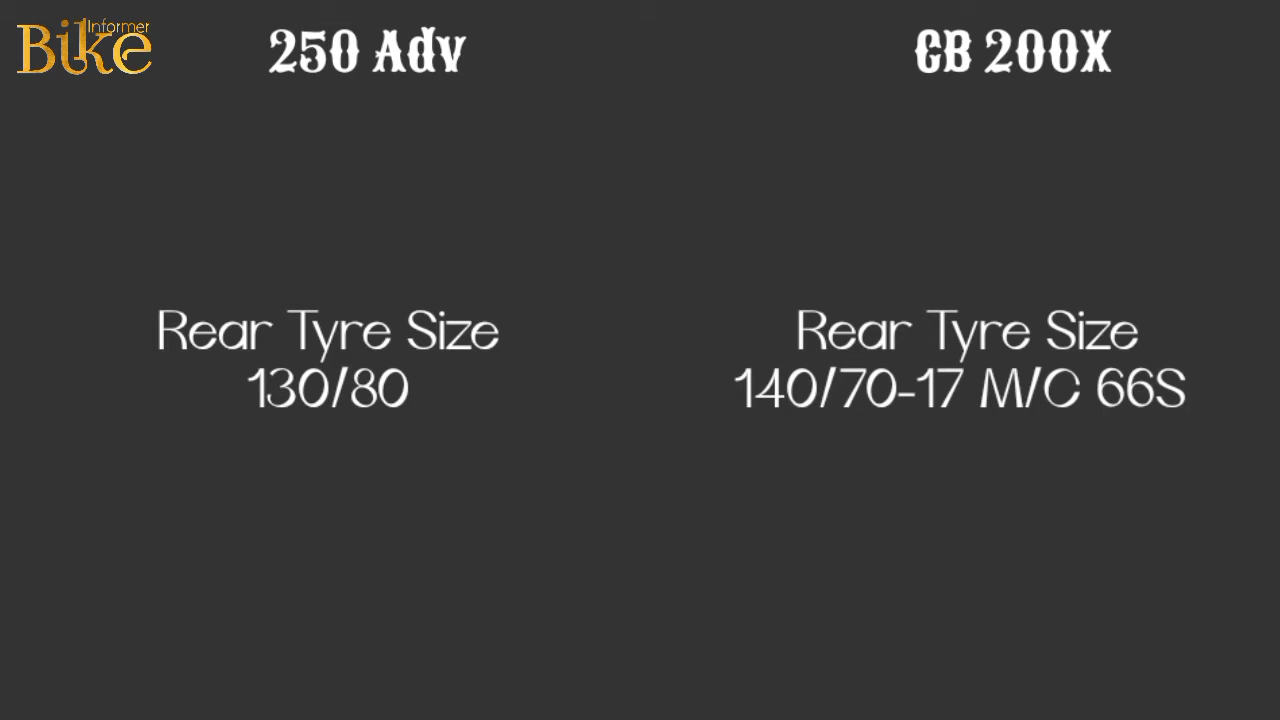 Bike Informer
250 Adv
CB 200X
Rear Tyre Size
130/80
Rear Tyre Size
140/70-17 M/C 66S